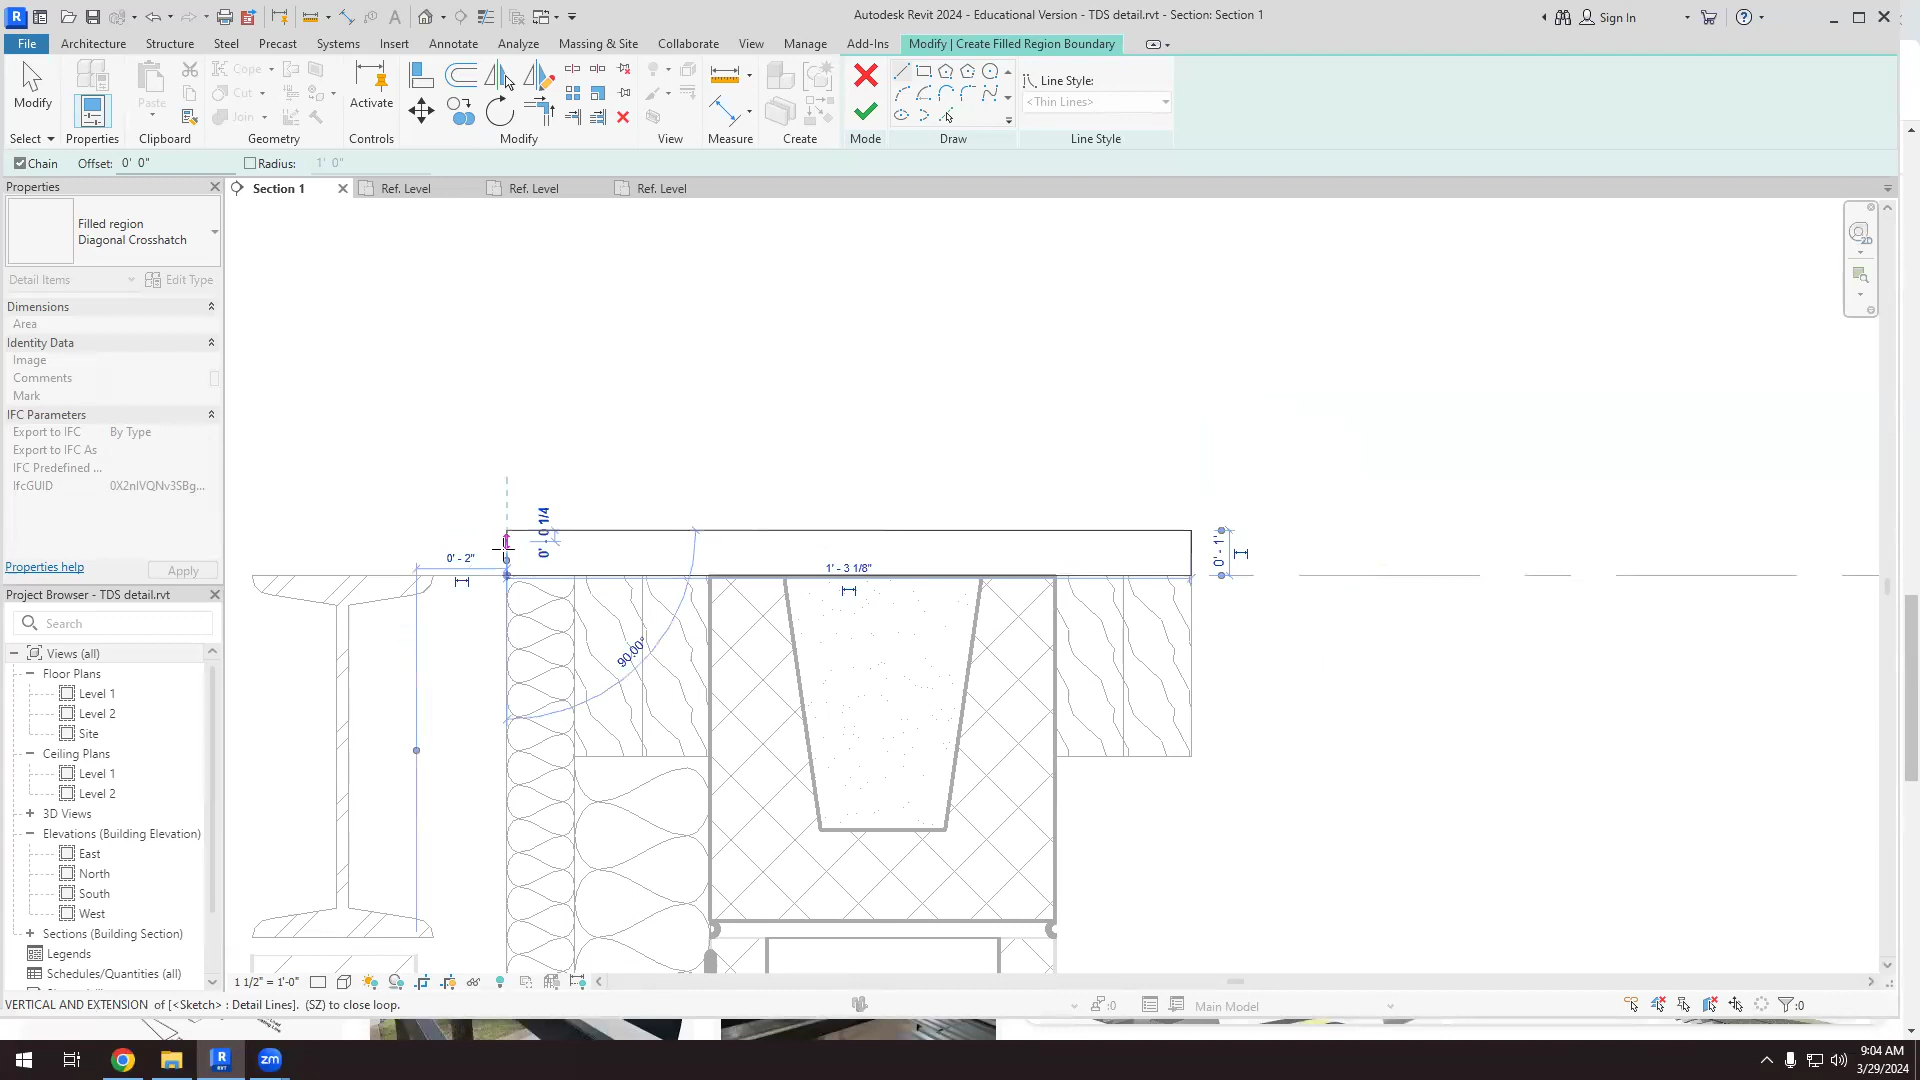 Autodesk Revit 2024 - Educational Version - TDS detail.rvt - Section: Section 1
Sign In
File Architecture Structure Steel Precast Systems Insert Annotate Analyze Massing & Site Collaborate View Manage Add-Ins Modify | Create Filled Region Boundary
Modify
Paste
Cope
Cut
Join
Activate
Line Style:
<Thin Lines>
Select Properties Clipboard Geometry Controls Modify View Measure Create Mode Draw Line Style
Chain Offset: 0' 0" Radius: 1' 0"
Properties
Section 1 Ref. Level Ref. Level Ref. Level
Filled region
Diagonal Crosshatch
Detail Items Edit Type
Dimensions
Area
Identity Data
Image
Comments
Mark
IFC Parameters
Export to IFC By Type
Export to IFC As
IFC Predefined ...
IfcGUID 0X2nIVQNv3SBg...
Properties help Apply
0' - 2"
0' - 0 1/4
1' - 3 1/8"
0' - 1"
90.00°
2D
Project Browser - TDS detail.rvt
Search
Views (all)
Floor Plans
Level 1
Level 2
Site
Ceiling Plans
Level 1
Level 2
3D Views
Elevations (Building Elevation)
East
North
South
West
Sections (Building Section)
Legends
Schedules/Quantities (all)
1 1/2" = 1'-0"
VERTICAL AND EXTENSION of [<Sketch> : Detail Lines]. (SZ) to close loop.
:0
Main Model
:0
zm
9:04 AM
3/29/2024